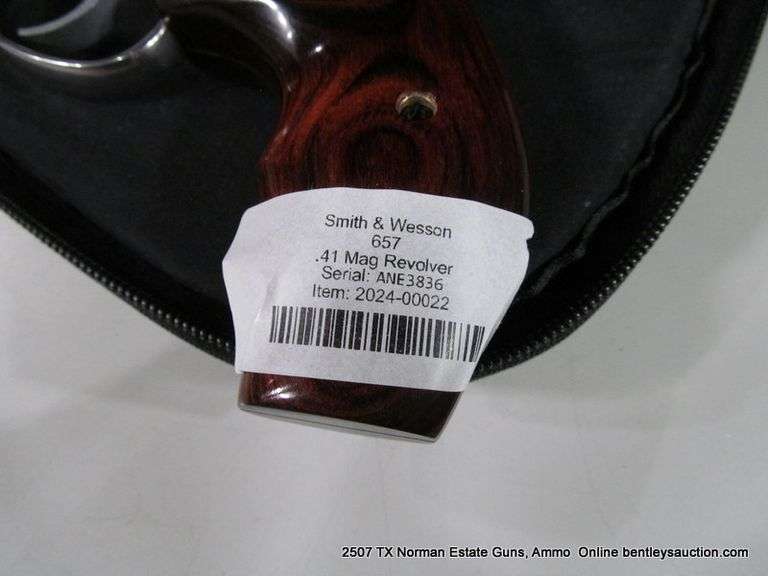 Smith & Wesson
657
.41 Mag Revolver
Serial: ANE3836
Item: 2024-00022
2507 TX Norman Estate Guns, Ammo  Online bentleysauction.com